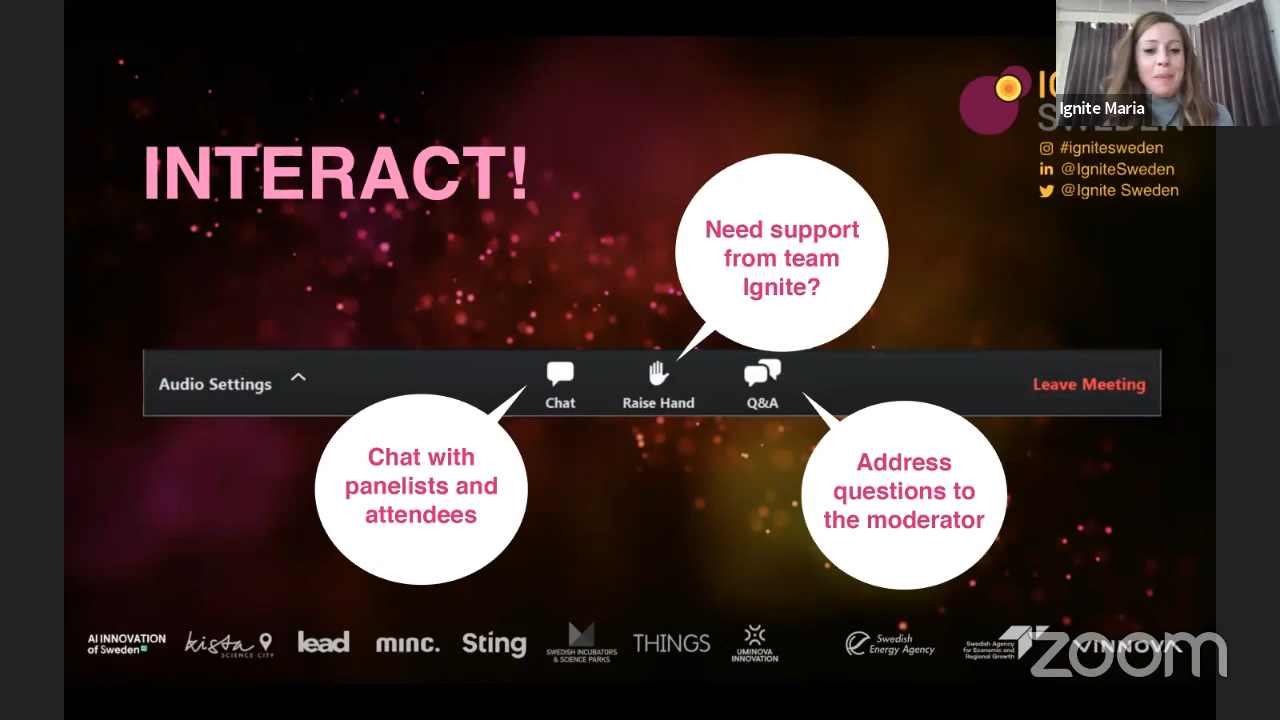 Ignite Maria
SWEDEN
#ignitesweden
@IgniteSweden
@Ignite Sweden
INTERACT!
Need support
from team
Ignite?
Audio Settings
Chat
Raise Hand
Q&A
Leave Meeting
Chat with
panelists and
attendees
Address
questions to
the moderator
AI INNOVATION
of Sweden
kista
SCIENCE CITY
lead
minc.
Sting
SWEDISH INCUBATORS
& SCIENCE PARKS
THINGS
UMINOVA
INNOVATION
Swedish
Energy Agency
Swedish Agency
for Economic and
Regional Growth
VINNOVA
zoom